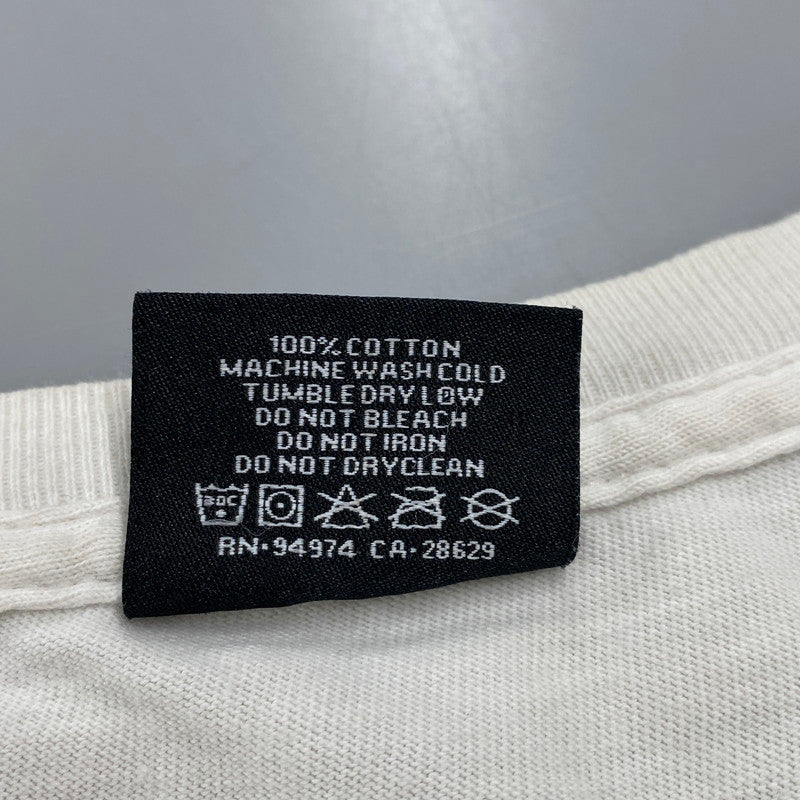 100% COTTON
MACHINE WASH COLD
TUMBLE DRY LOW
DO NOT BLEACH
DO NOT IRON
DO NOT DRYCLEAN
RN·94974 CA·28629